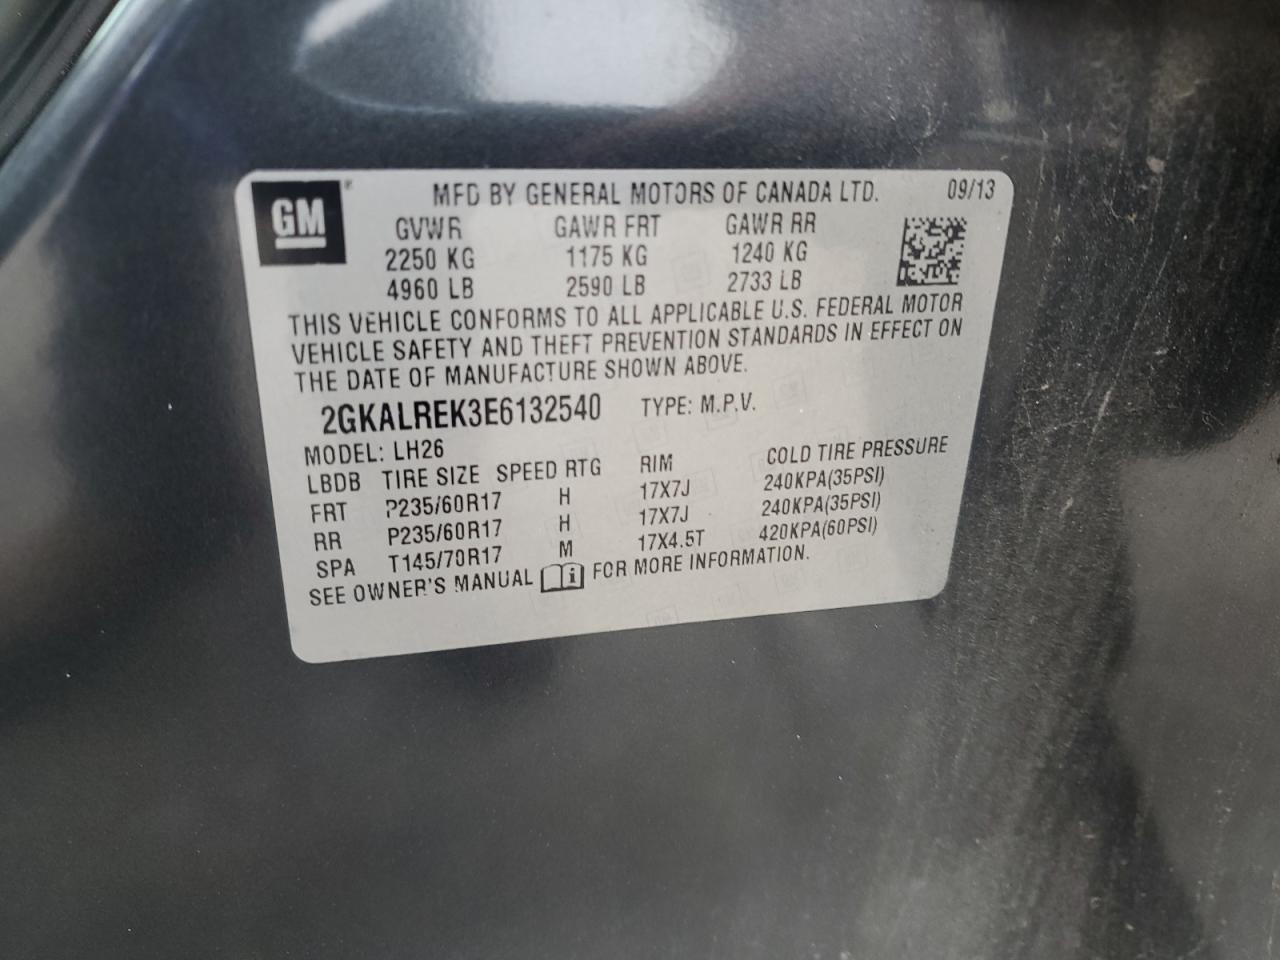 GM
MFD BY GENERAL MOTORS OF CANADA LTD. 09/13
GVWR GAWR FRT GAWR RR
2250 KG 1175 KG 1240 KG
4960 LB 2590 LB 2733 LB
THIS VEHICLE CONFORMS TO ALL APPLICABLE U.S. FEDERAL MOTOR
VEHICLE SAFETY AND THEFT PREVENTION STANDARDS IN EFFECT ON
THE DATE OF MANUFACTURE SHOWN ABOVE.
2GKALREK3E6132540 TYPE: M.P.V.
MODEL: LH26
LBDB TIRE SIZE SPEED RTG RIM COLD TIRE PRESSURE
FRT P235/60R17 H 17X7J 240KPA(35PSI)
RR P235/60R17 H 17X7J 240KPA(35PSI)
SPA T145/70R17 M 17X4.5T 420KPA(60PSI)
SEE OWNER'S MANUAL FOR MORE INFORMATION.